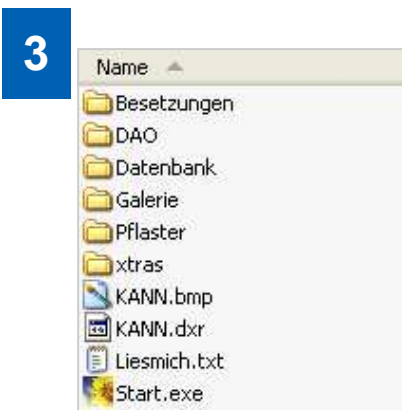 3
Name
Besetzungen
DAO
Datenbank
Galerie
Pflaster
xtras
KANN.bmp
KANN.dxr
Liesmich.txt
Start.exe